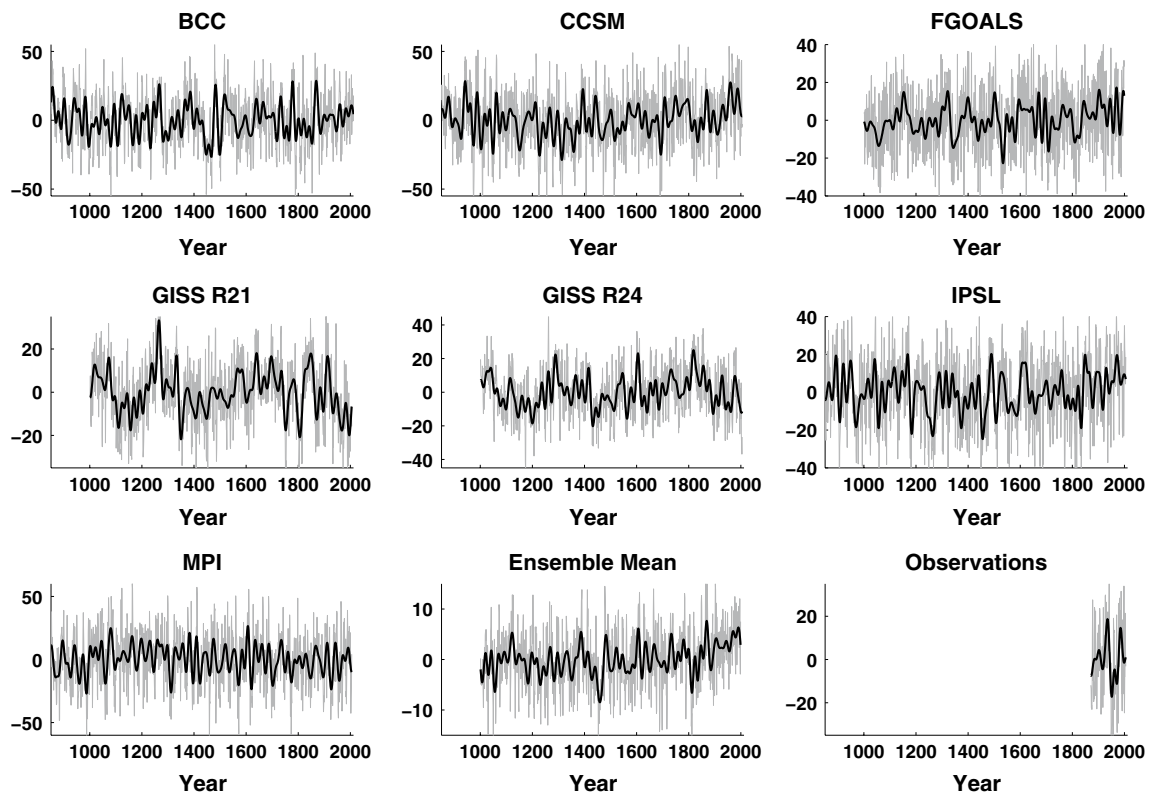 BCC CCSM FGOALS
50 50 40
20
0 0 0
−20
−50 −50 −40
1000 1200 1400 1600 1800 2000 1000 1200 1400 1600 1800 2000 1000 1200 1400 1600 1800 2000
Year Year Year
GISS R21 GISS R24 IPSL
40 40
20 20 20
0 0 0
−20 −20 −20
−40 −40
1000 1200 1400 1600 1800 2000 1000 1200 1400 1600 1800 2000 1000 1200 1400 1600 1800 2000
Year Year Year
MPI Ensemble Mean Observations
50 10 20
0 0 0
−50 −10 −20
1000 1200 1400 1600 1800 2000 1000 1200 1400 1600 1800 2000 1000 1200 1400 1600 1800 2000
Year Year Year